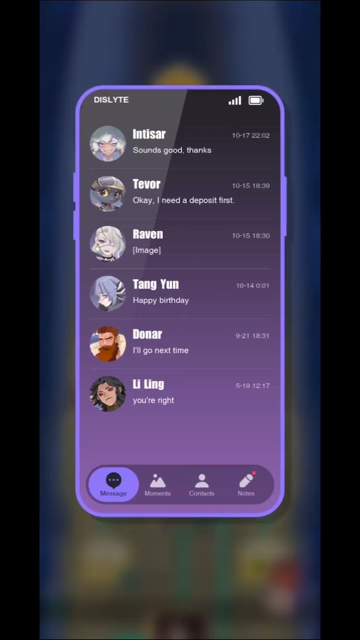 DISLYTE
Intisar
10-17 22:02
Sounds good, thanks
Tevor
10-15 18:39
Okay, I need a deposit first.
Raven
10-15 18:30
[Image]
Tang Yun
10-14 0:01
Happy birthday
Donar
9-21 18:31
I'll go next time
Li Ling
5-19 12:17
you're right
Message
Moments
Contacts
Notes